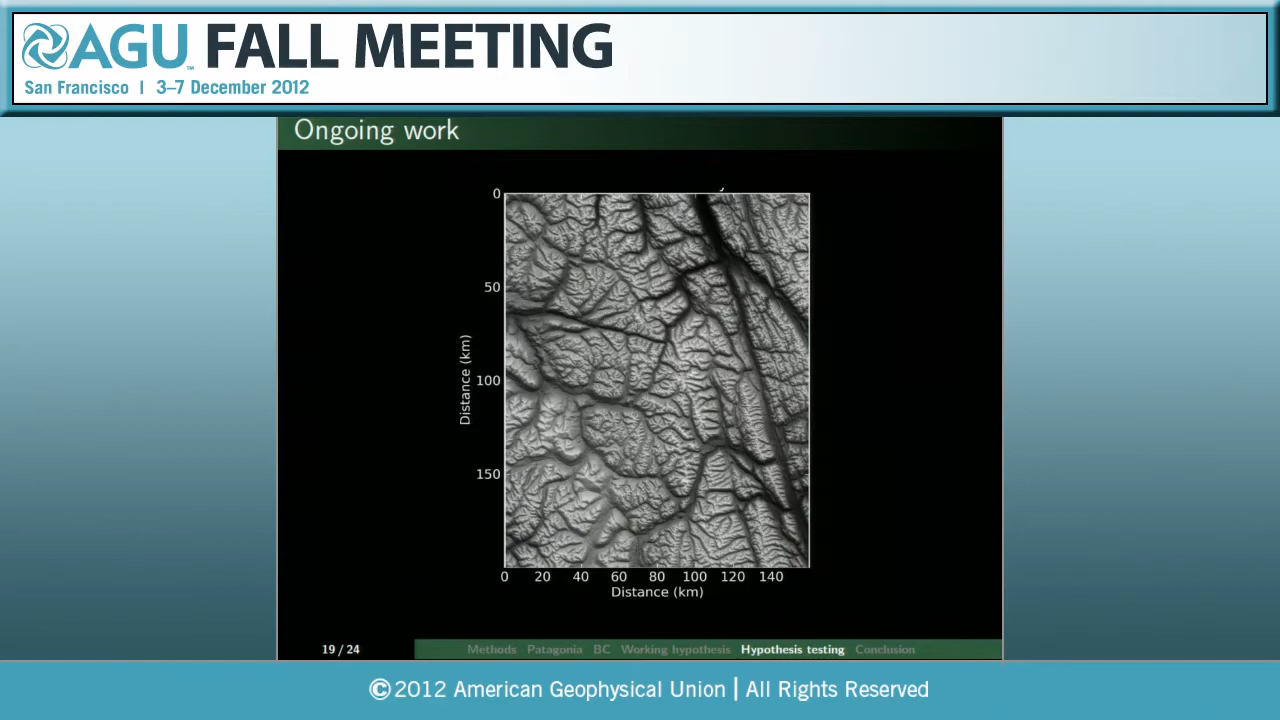 AGU™ FALL MEETING
San Francisco | 3–7 December 2012
Ongoing work
0
50
100
150
Distance (km)
0 20 40 60 80 100 120 140
Distance (km)
19 / 24 Methods Patagonia BC Working hypothesis Hypothesis testing Conclusion
©2012 American Geophysical Union | All Rights Reserved